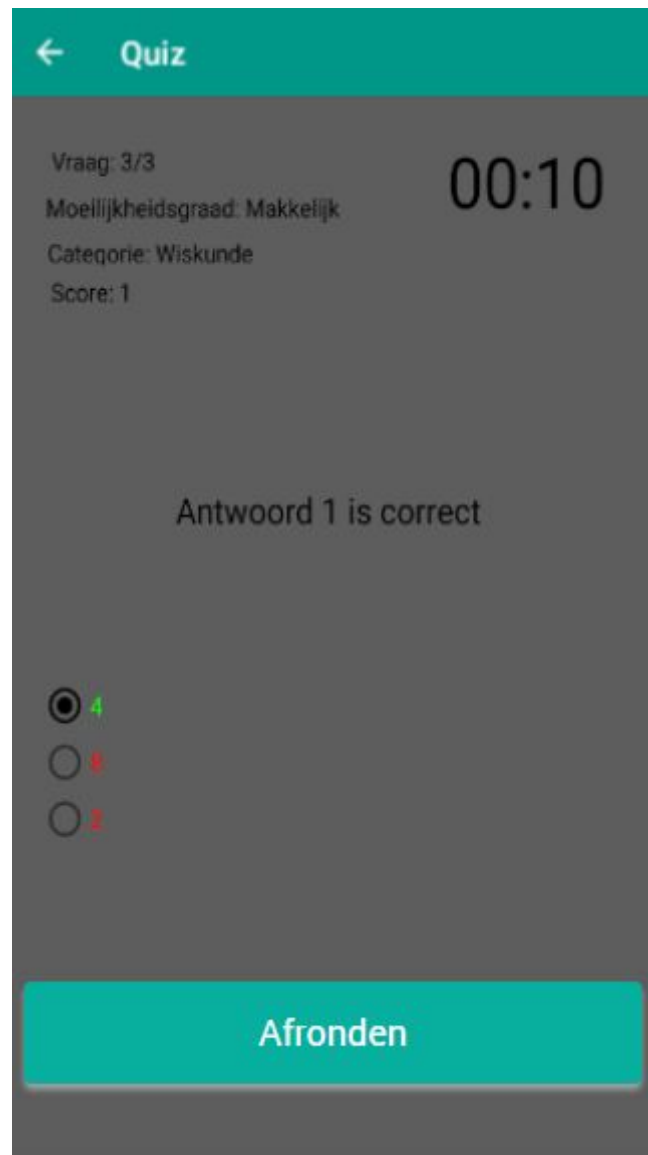 Quiz
Vraag: 3/3
00:10
Moeilijkheidsgraad: Makkelijk
Categorie: Wiskunde
Score: 1
Antwoord 1 is correct
4
8
2
Afronden